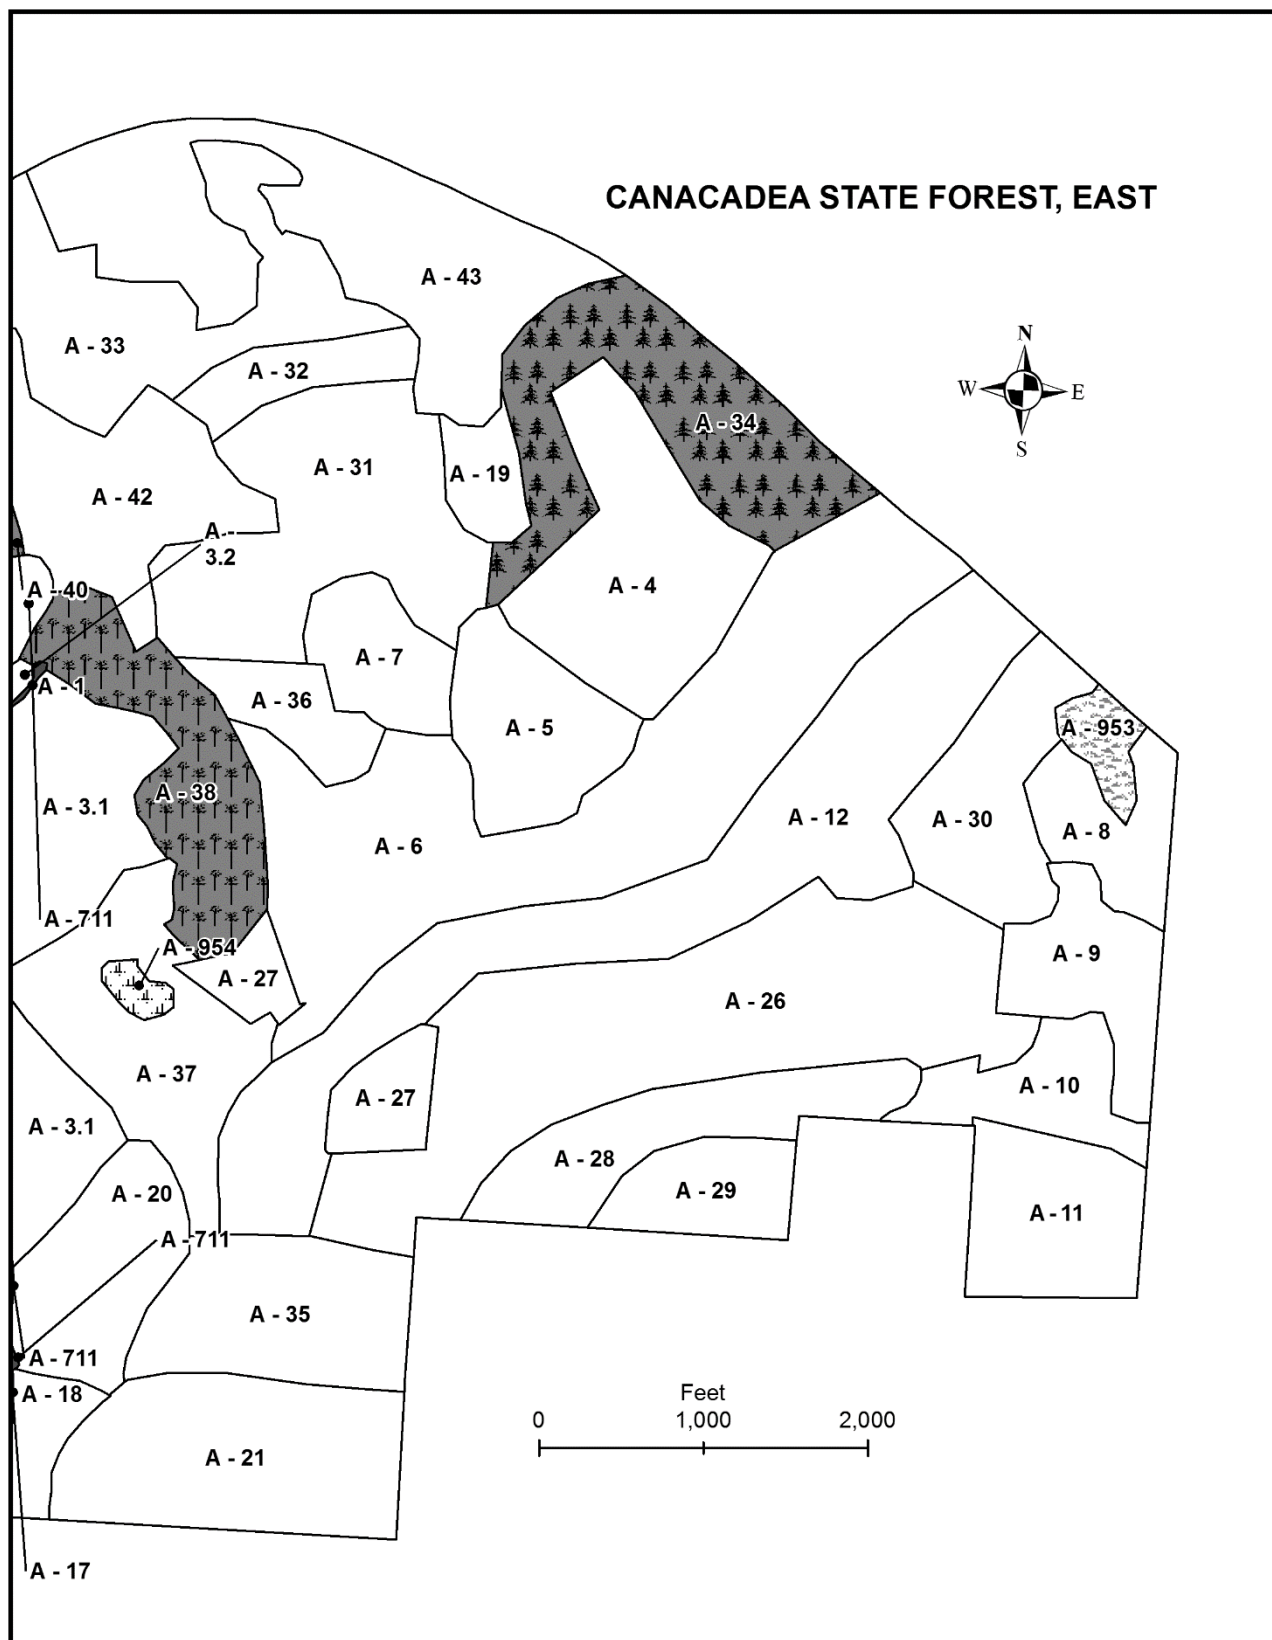 CANACADEA STATE FOREST, EAST
A - 43
N
A - 33
A - 32
W
E
A - 34
S
A - 31
A - 19
A - 42
A -
3.2
A - 40
A - 4
A - 7
A - 1
A - 36
A - 5
A - 953
A - 38
A - 3.1
A - 12
A - 30
A - 8
A - 6
A - 711
A - 954
A - 9
A - 27
A - 26
A - 37
A - 10
A - 27
A - 3.1
A - 28
A - 20
A - 29
A - 11
A - 711
A - 35
A - 711
A - 18
Feet
0 1,000 2,000
A - 21
A - 17